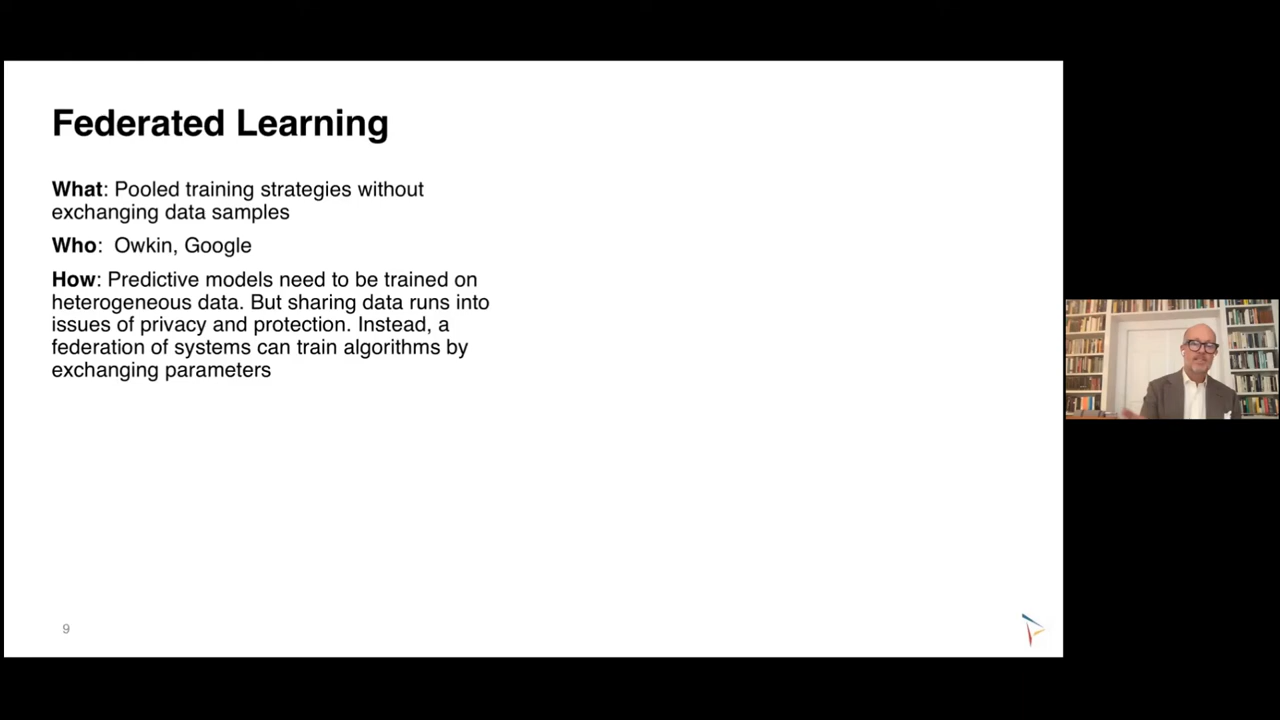 Federated Learning
What: Pooled training strategies without
exchanging data samples
Who:  Owkin, Google
How: Predictive models need to be trained on
heterogeneous data. But sharing data runs into
issues of privacy and protection. Instead, a
federation of systems can train algorithms by
exchanging parameters
9